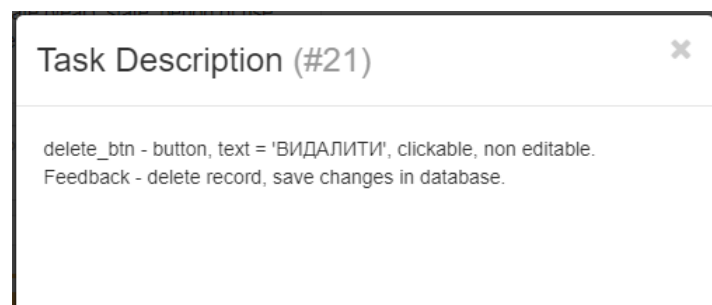 Task Description (#21)
delete_btn - button, text = 'ВИДАЛИТИ', clickable, non editable.
Feedback - delete record, save changes in database.